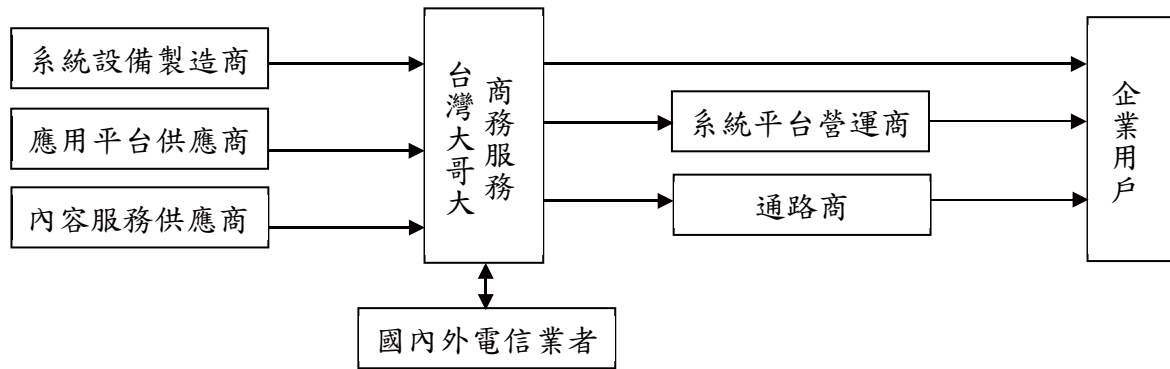 系統設備製造商
應用平台供應商
內容服務供應商
台灣大哥大
商務服務
系統平台營運商
通路商
企業用戶
國內外電信業者